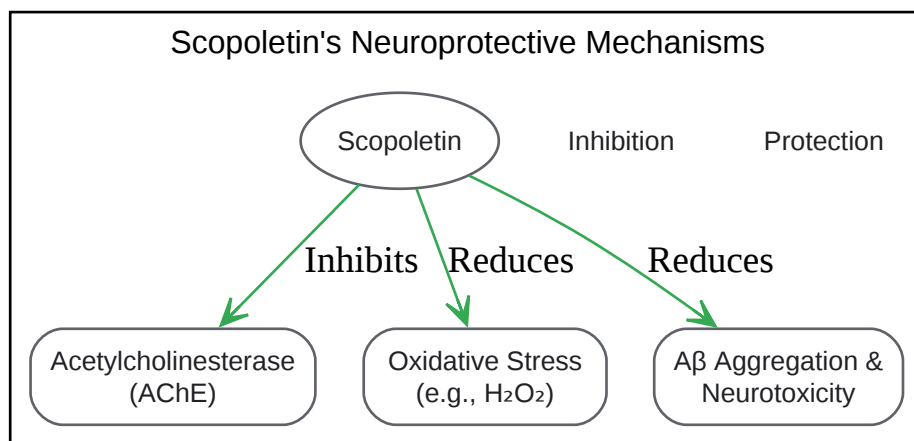 Scopoletin's Neuroprotective Mechanisms
Scopoletin Inhibition Protection
Inhibits Reduces Reduces
Acetylcholinesterase Oxidative Stress Aβ Aggregation &
(AChE) (e.g., H₂O₂) Neurotoxicity